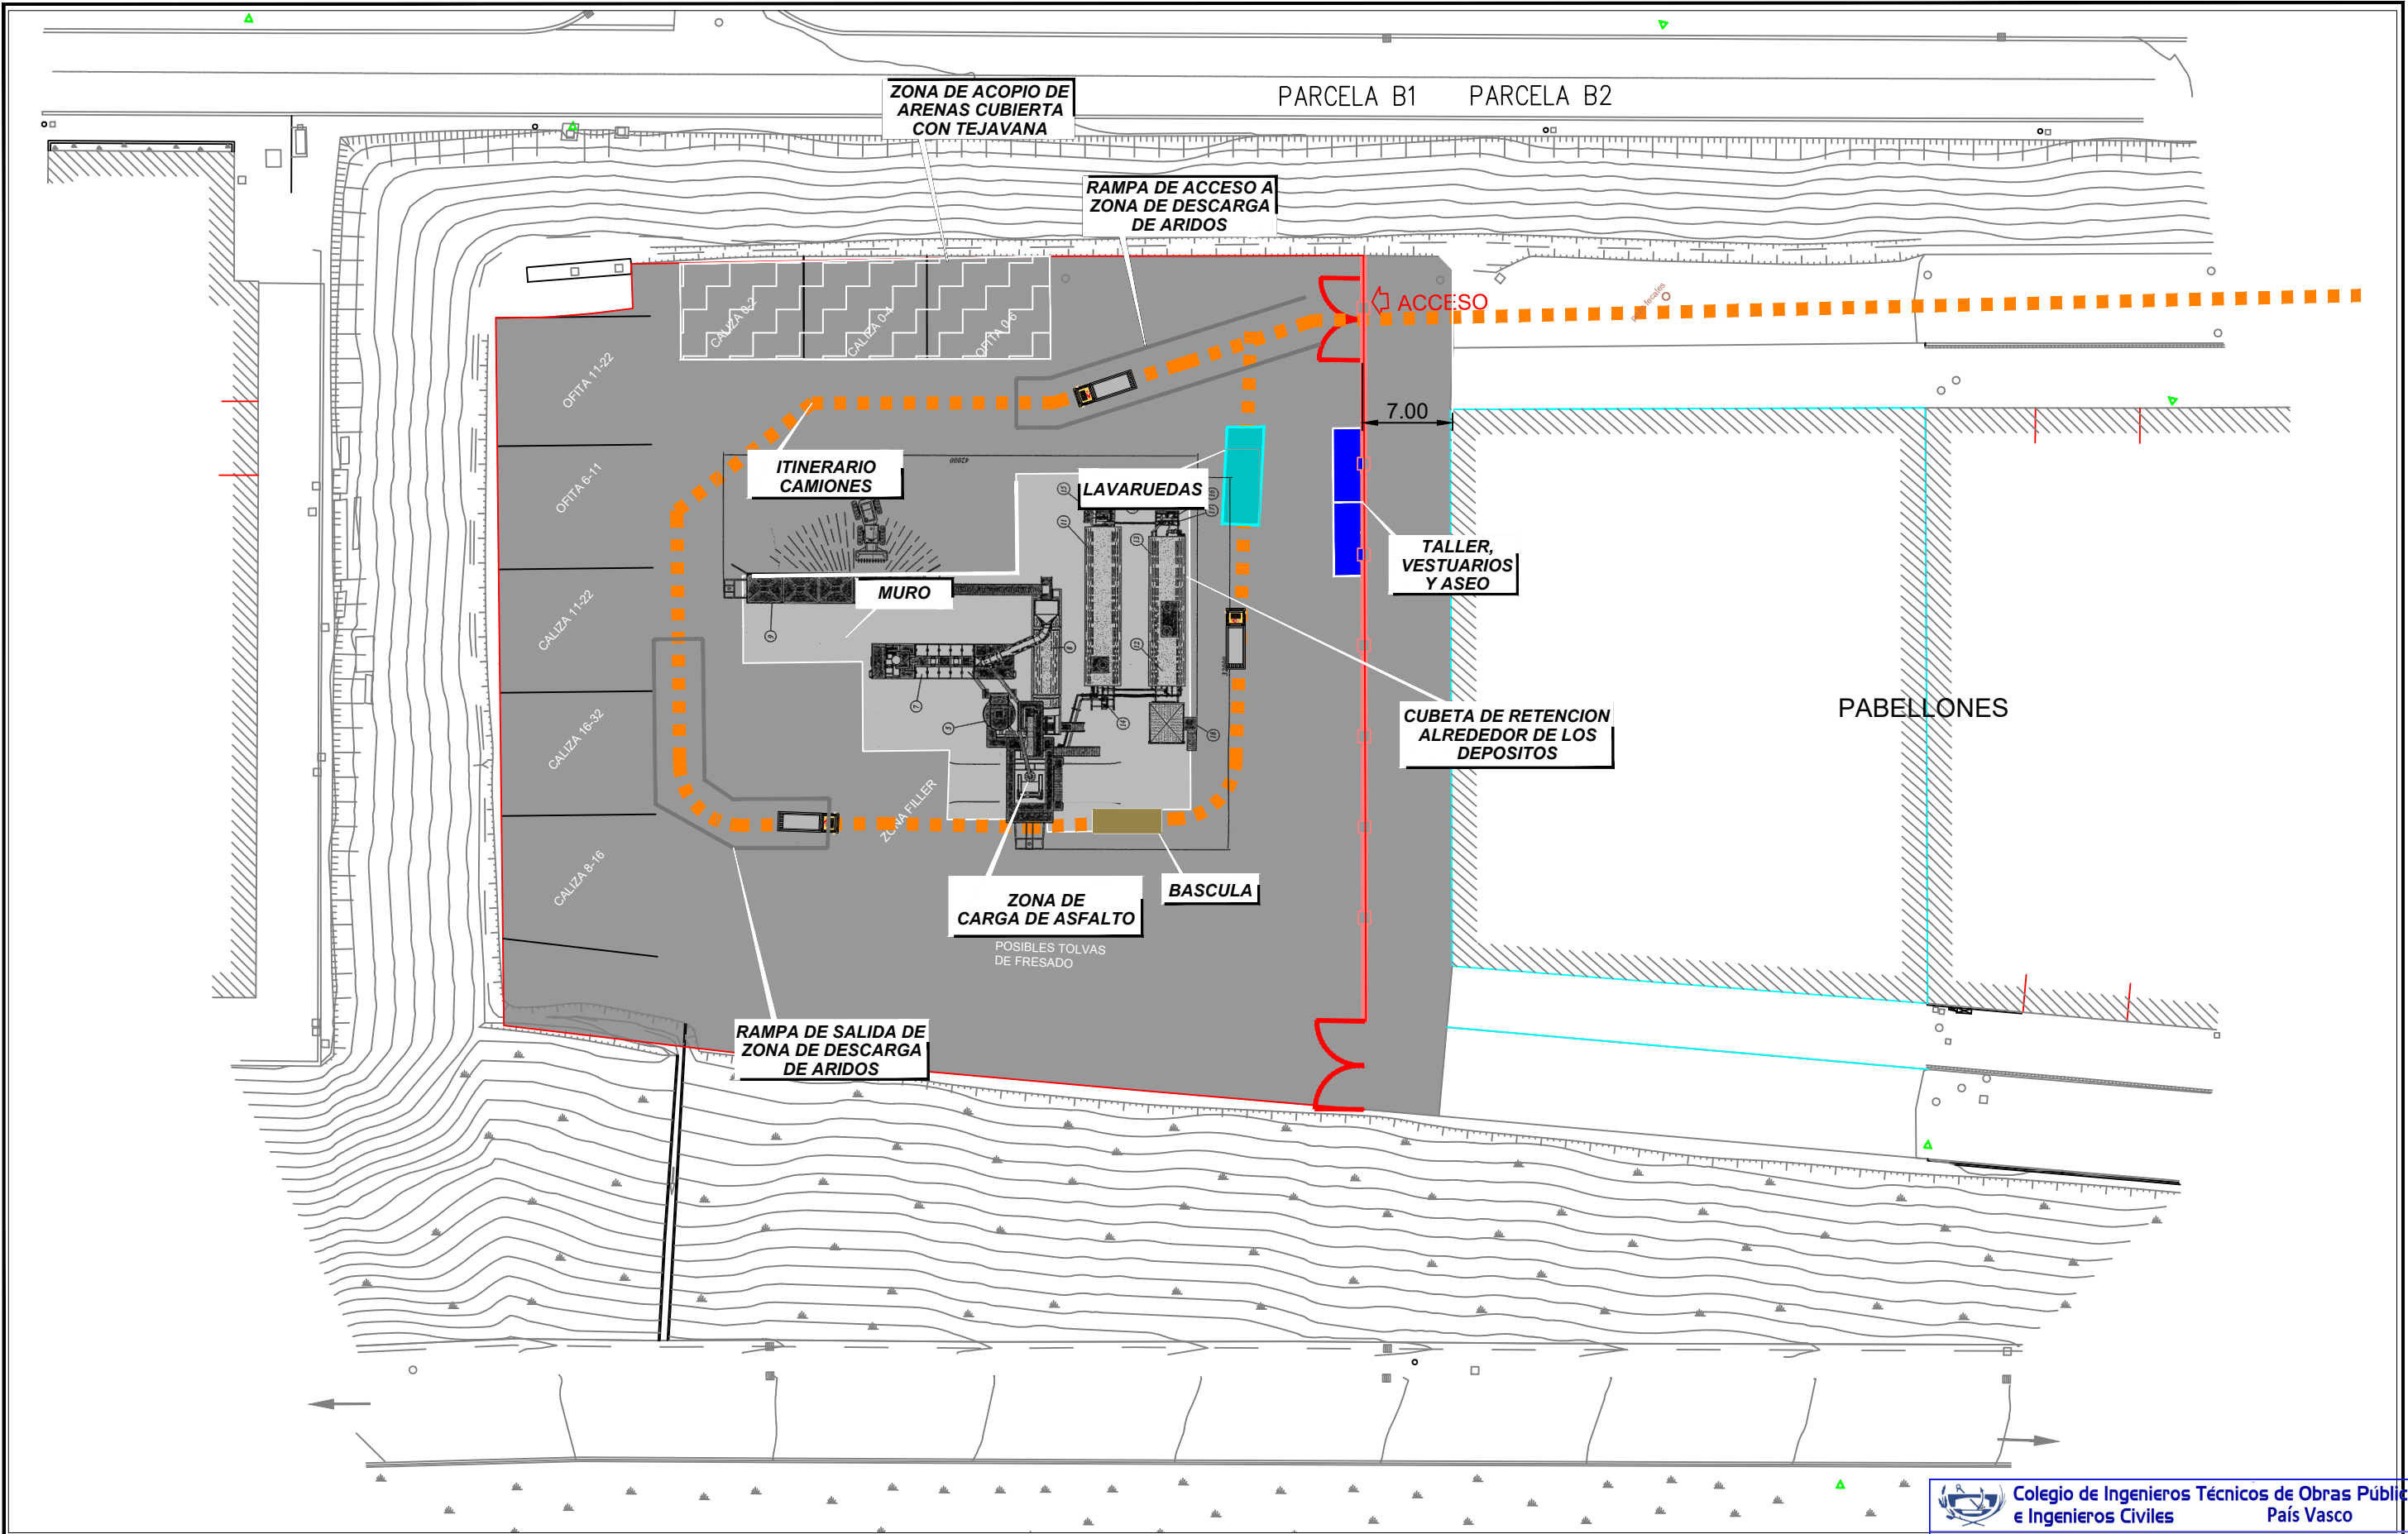 ZONA DE ACOPIO DE
ARENAS CUBIERTA
CON TEJAVANA
PARCELA B1
PARCELA B2
RAMPA DE ACCESO A
ZONA DE DESCARGA
DE ARIDOS
ACCESO
CALIZA 0-2
CALIZA 0-4
OFITA 0-6
OFITA 11-22
7.00
ITINERARIO
CAMIONES
42000
LAVARUEDAS
OFITA 6-11
TALLER,
VESTUARIOS
Y ASEO
MURO
CALIZA 11-22
PABELLONES
CUBETA DE RETENCION
ALREDEDOR DE LOS
DEPOSITOS
CALIZA 16-32
ZONA FILLER
CALIZA 8-16
ZONA DE
CARGA DE ASFALTO
BASCULA
POSIBLES TOLVAS
DE FRESADO
RAMPA DE SALIDA DE
ZONA DE DESCARGA
DE ARIDOS
Colegio de Ingenieros Técnicos de Obras Públic
e Ingenieros Civiles País Vasco